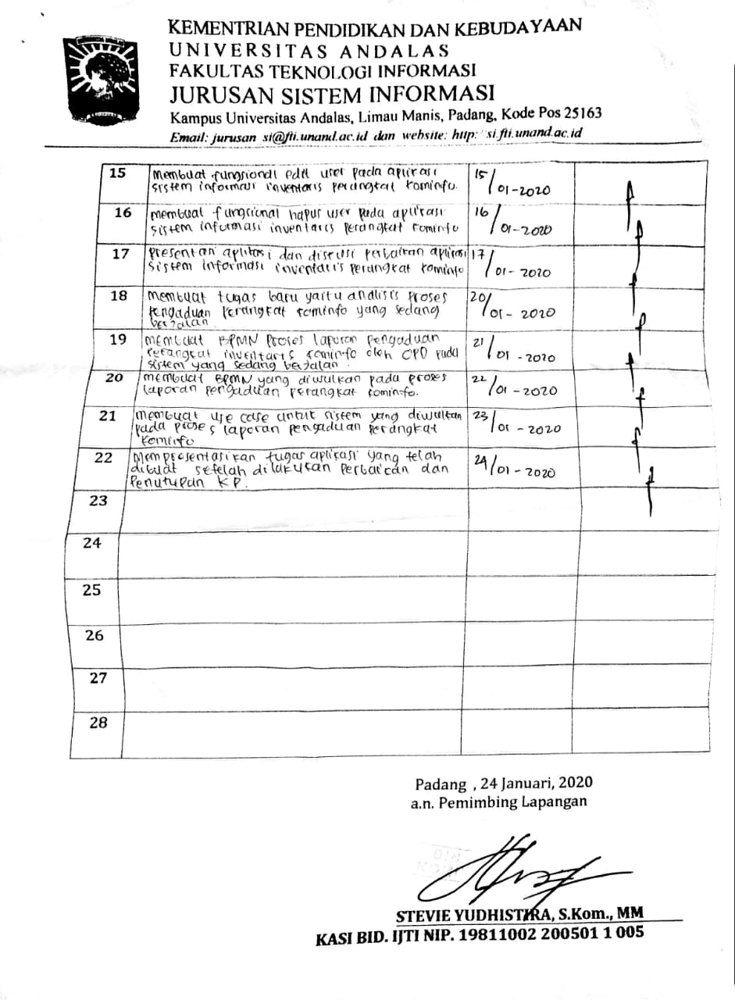 KEMENTRIAN PENDIDIKAN DAN KEBUDAYAAN
UNIVERSITAS ANDALAS
FAKULTAS TEKNOLOGI INFORMASI
JURUSAN SISTEM INFORMASI
Kampus Universitas Andalas, Limau Manis, Padang, Kode Pos 25163
Email: jurusan si@fti.unand.ac.id dan website: http: si.fti.unand.ac.id
15 Membuat fungsional edit user pada aplikasi 15/01-2020
sistem informasi inventaris perangkat kominfo.
16 membuat fungsional hapus user pada aplikasi 16/01-2020
sistem informasi inventaris perangkat kominfo
17 presentasi aplikasi dan diskusi perbaikan aplikasi 17/01-2020
sistem informasi inventaris perangkat kominfo
18 membuat tugas baru yaitu analisis proses 20/01-2020
pengaduan perangkat kominfo yang sedang
berjalan
19 membuat BPMN proses laporan pengaduan 21/01-2020
perangkat inventaris kominfo oleh OPD pada
sistem yang sedang berjalan.
20 membuat BPMN yang diusulkan pada proses 22/01-2020
laporan pengaduan perangkat kominfo.
21 membuat use case untuk sistem yang diusulkan 23/01-2020
pada proses laporan pengaduan perangkat
kominfo
22 Mempresentasikan tugas aplikasi yang telah 24/01-2020
dibuat setelah dilakukan perbaikan dan
Penutupan KP.
23
24
25
26
27
28
Padang , 24 Januari, 2020
a.n. Pemimbing Lapangan
STEVIE YUDHISTIRA, S.Kom., MM
KASI BID. IJTI NIP. 19811002 200501 1 005